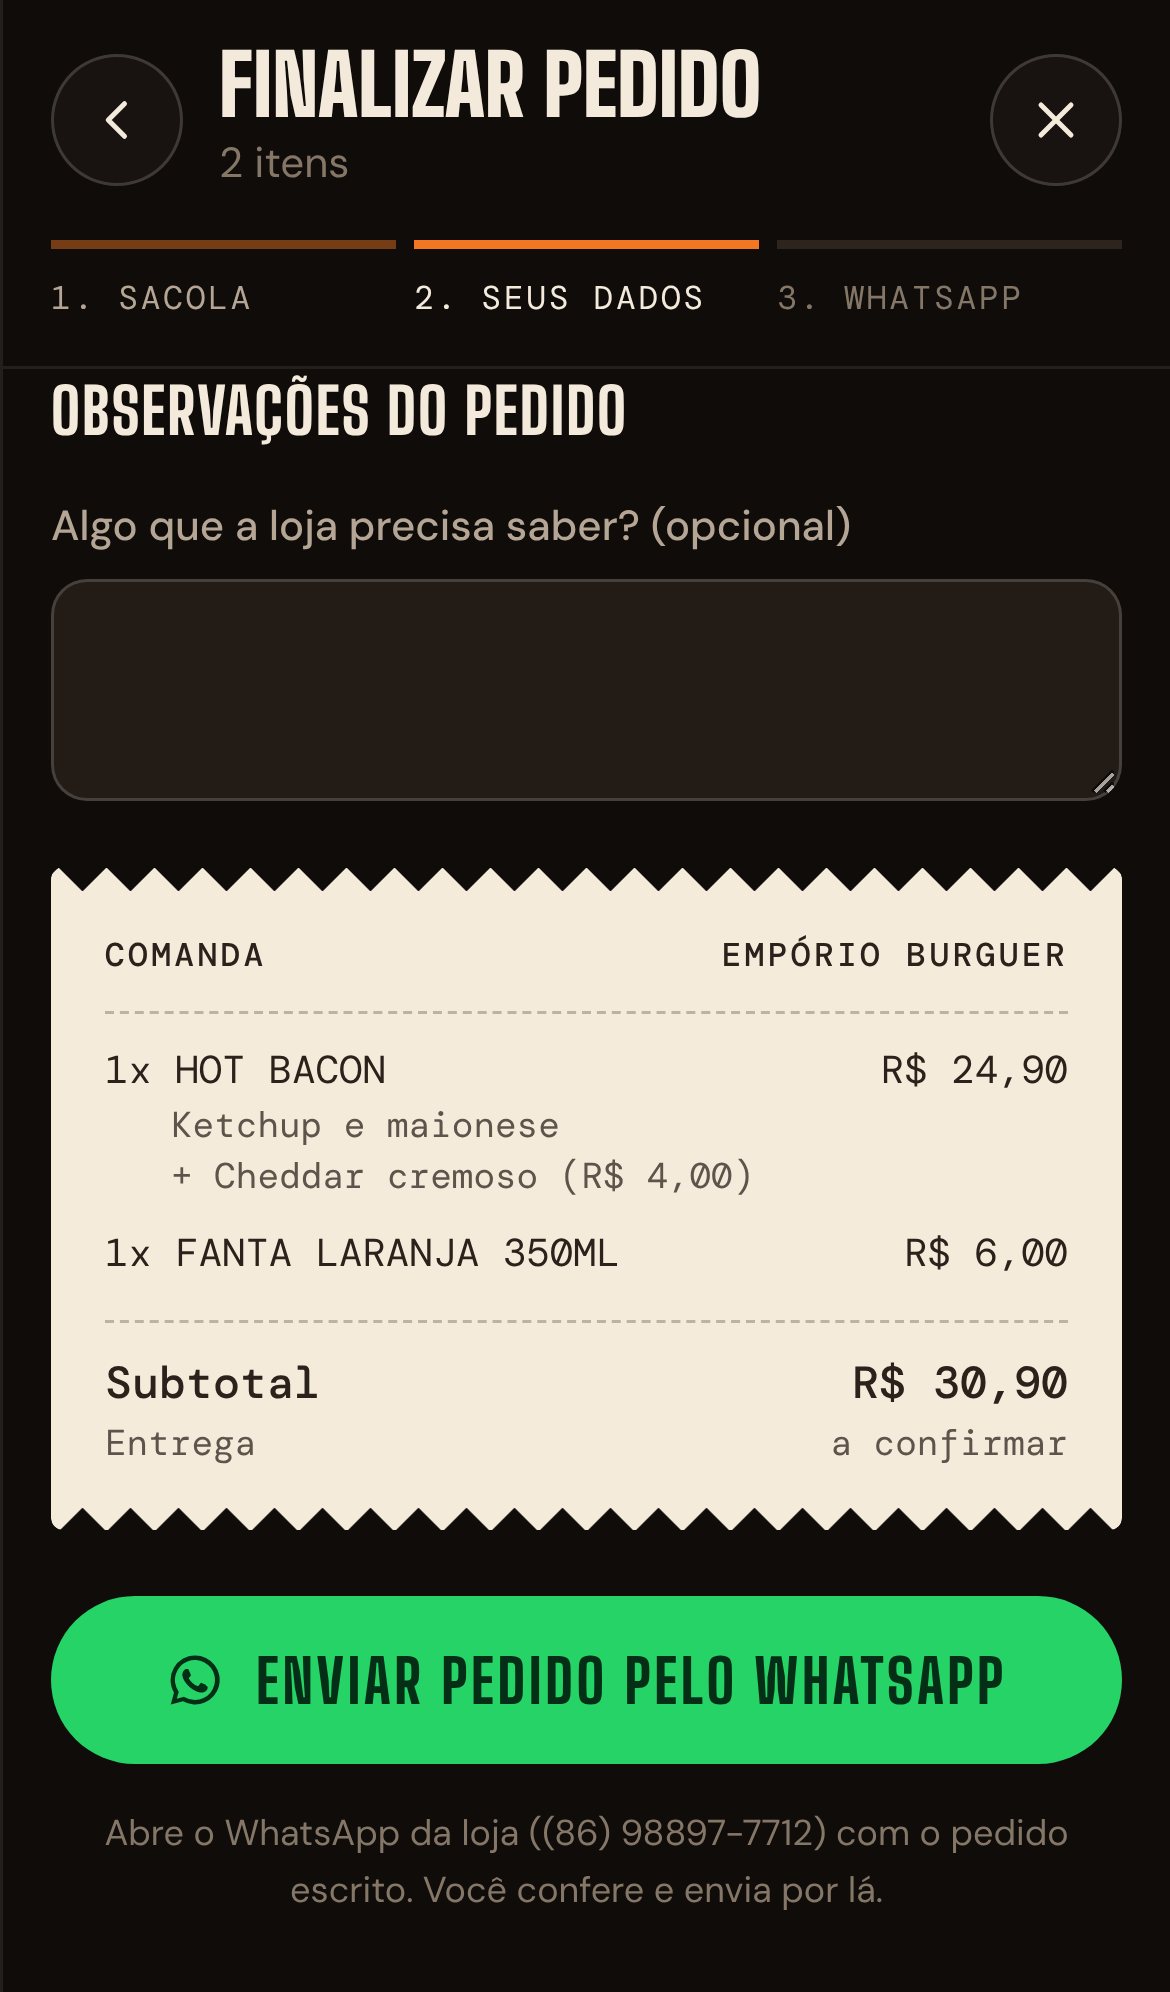 FINALIZAR PEDIDO
2 itens
1. SACOLA
2. SEUS DADOS
3. WHATSAPP
OBSERVAÇÕES DO PEDIDO
Algo que a loja precisa saber? (opcional)
COMANDA EMPÓRIO BURGUER
1x HOT BACON R$ 24,90
Ketchup e maionese
+ Cheddar cremoso (R$ 4,00)
1x FANTA LARANJA 350ML R$ 6,00
Subtotal R$ 30,90
Entrega a confirmar
ENVIAR PEDIDO PELO WHATSAPP
Abre o WhatsApp da loja ((86) 98897-7712) com o pedido
escrito. Você confere e envia por lá.